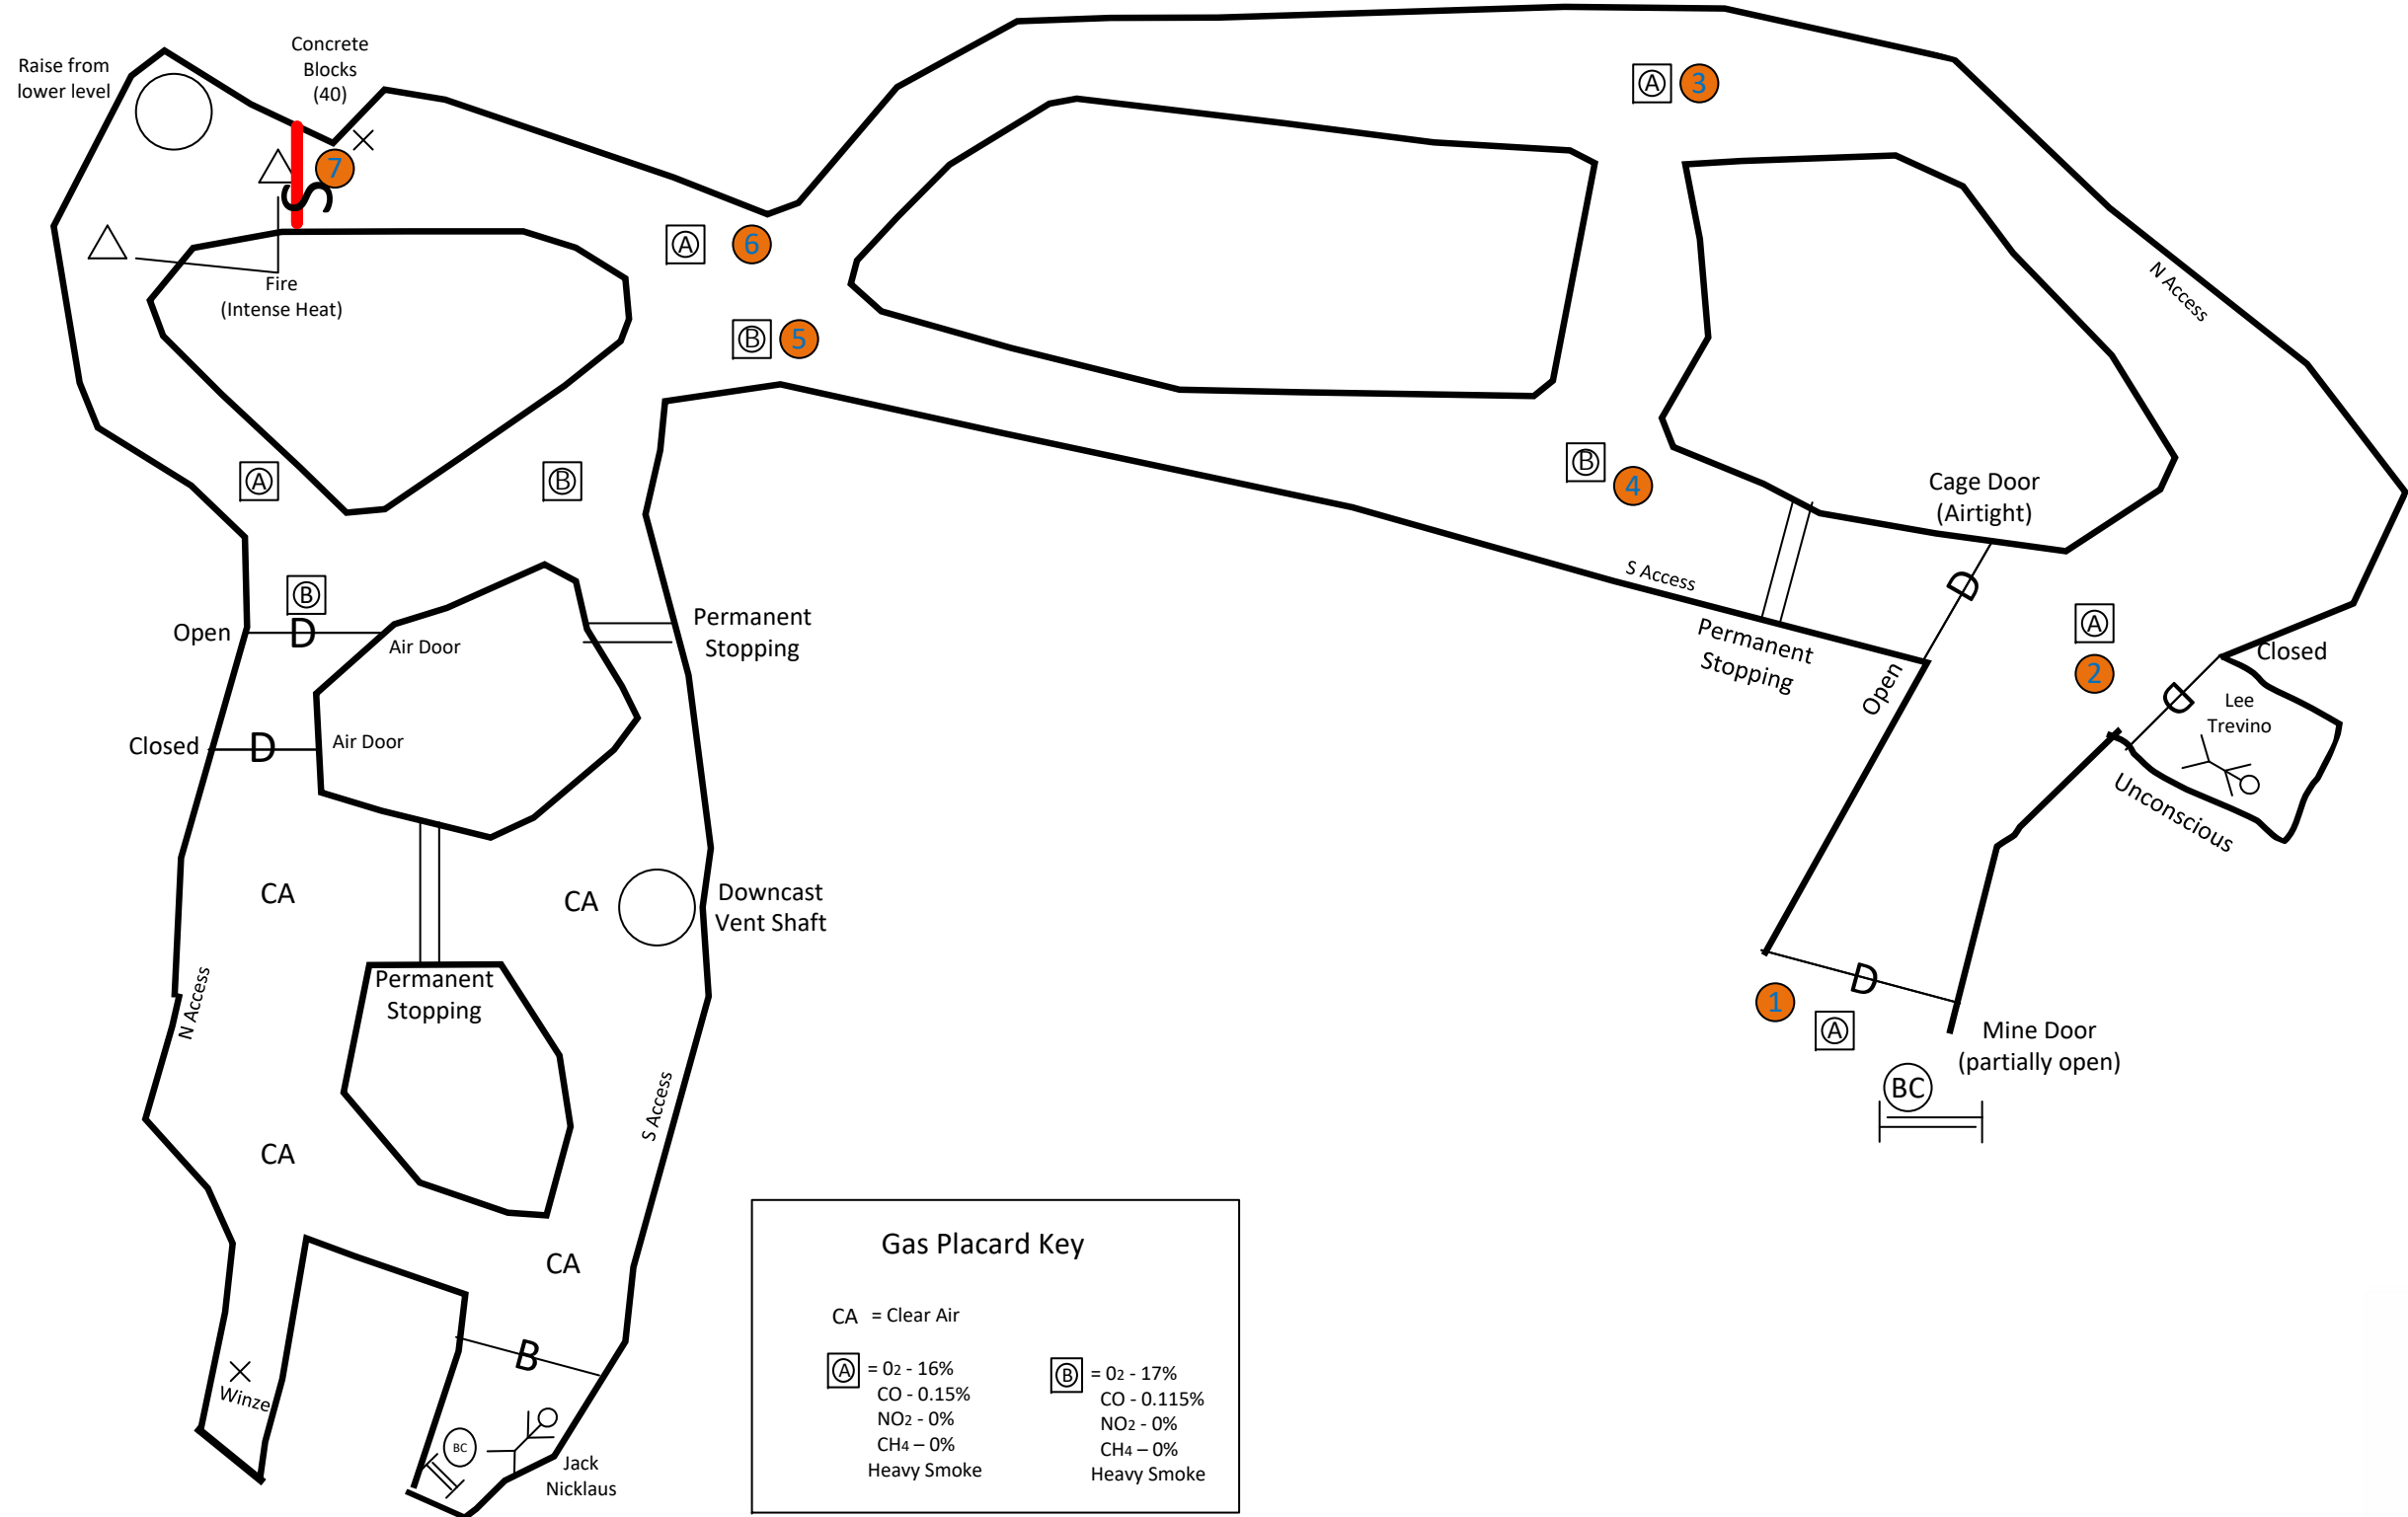 Raise from
lower level
Concrete
Blocks
(40)
7
S
Fire
(Intense Heat)
A
3
A
6
B
5
N Access
B
4
A
B
Cage Door
(Airtight)
D
S Access
Permanent
Stopping
Open
A
2
Closed
D
Lee
Trevino
Unconscious
B
Open
D
Air Door
Permanent
Stopping
Closed
D
Air Door
CA
CA
Downcast
Vent Shaft
Permanent
Stopping
N Access
S Access
D
1
A
Mine Door
(partially open)
BC
CA
CA
B
Winze
BC
Jack
Nicklaus
Gas Placard Key
CA = Clear Air
A = 02 - 16%
CO - 0.15%
NO2 - 0%
CH4 – 0%
Heavy Smoke
B = 02 - 17%
CO - 0.115%
NO2 - 0%
CH4 – 0%
Heavy Smoke